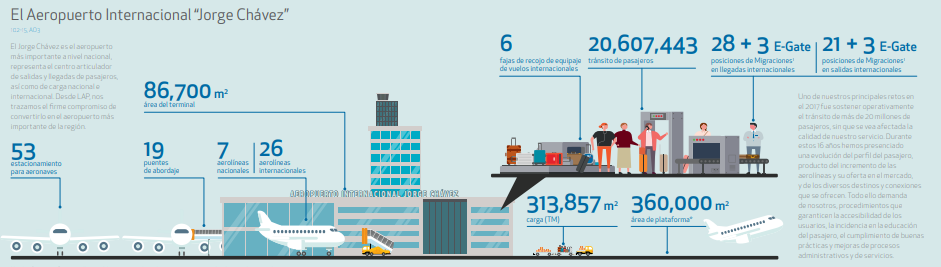 El Aeropuerto Internacional “Jorge Chávez”
El Jorge Chávez es el aeropuerto
más importante a nivel nacional,
representa el centro articulador
de salidas y llegadas de pasajeros,
así como de carga nacional e
internacional. Desde LAP, nos
trazamos el firme compromiso de
convertirlo en el aeropuerto más
importante de la región.
53
estacionamiento
para aeronaves
86,700 m²
área del terminal
19
puentes
de abordaje
7
aerolíneas
nacionales
26
aerolíneas
internacionales
AEROPUERTO INTERNACIONAL JORGE CHÁVEZ
6
fajas de recojo de equipaje
de vuelos internacionales
20,607,443
tránsito de pasajeros
28 + 3 E-Gate
posiciones de Migraciones¹
en llegadas internacionales
21 + 3 E-Gate
posiciones de Migraciones¹
en salidas internacionales
313,857 m²
carga (TM)
360,000 m²
área de plataforma*
Uno de nuestros principales retos en
el 2017 fue sostener operativamente
el tránsito de más de 20 millones de
pasajeros, sin que se vea afectada la
calidad de nuestro servicio. Durante
estos 16 años hemos presenciado
una evolución del perfil del pasajero,
producto del incremento de las
aerolíneas y su oferta en el mercado,
y de los diversos destinos y conexiones
que se ofrecen. Todo ello demanda
de nosotros, procedimientos que
garanticen la accesibilidad de los
usuarios, la incidencia en la educación
del pasajero, el cumplimiento de buenas
prácticas y mejoras de procesos
administrativos y de servicios.